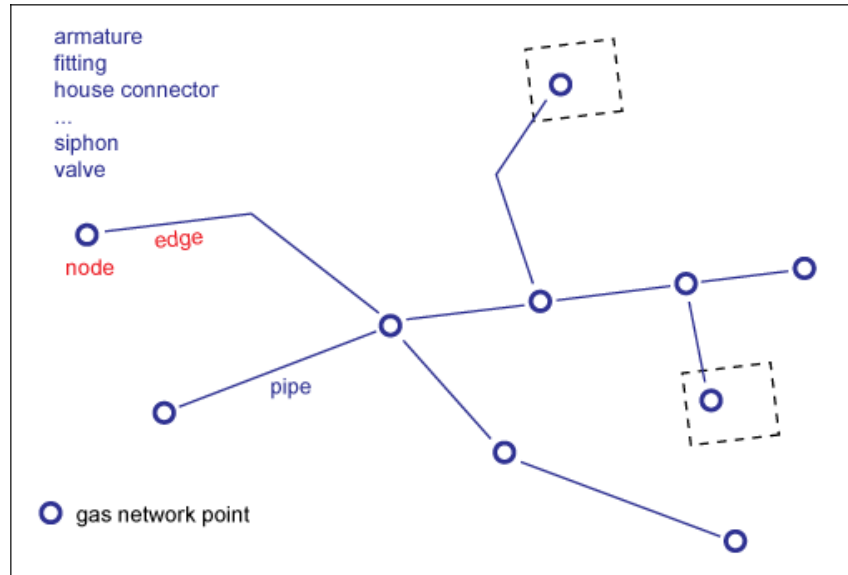 armature
fitting
house connector
...
siphon
valve
edge
node
pipe
gas network point